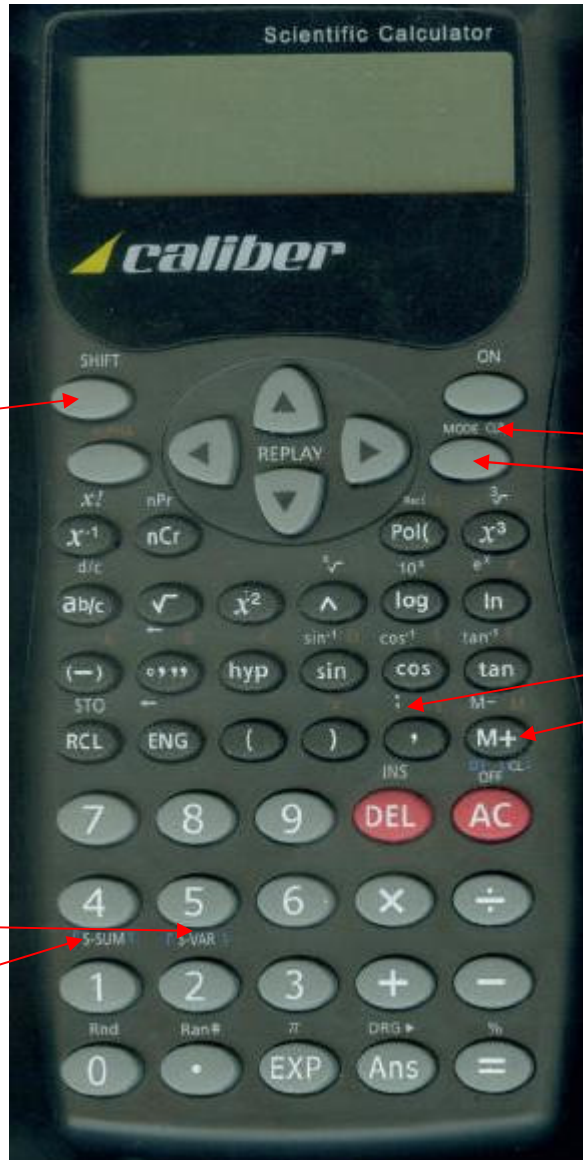 Scientific Calculator
caliber
SHIFT ON
REPLAY MODE CLR
x! nPr ³√
x⁻¹ nCr Pol( x³
d/c ˣ√ 10ˣ eˣ
ab/c √ x² ^ log ln
← sin⁻¹ cos⁻¹ tan⁻¹
(—) °,,, hyp sin cos tan
STO ← ; M−
RCL ENG ( ) , M+
INS CL OFF
7 8 9 DEL AC
4 5 6 × ÷
S-SUM S-VAR
1 2 3 + −
Rnd Ran# π DRG▶ %
0 · EXP Ans =